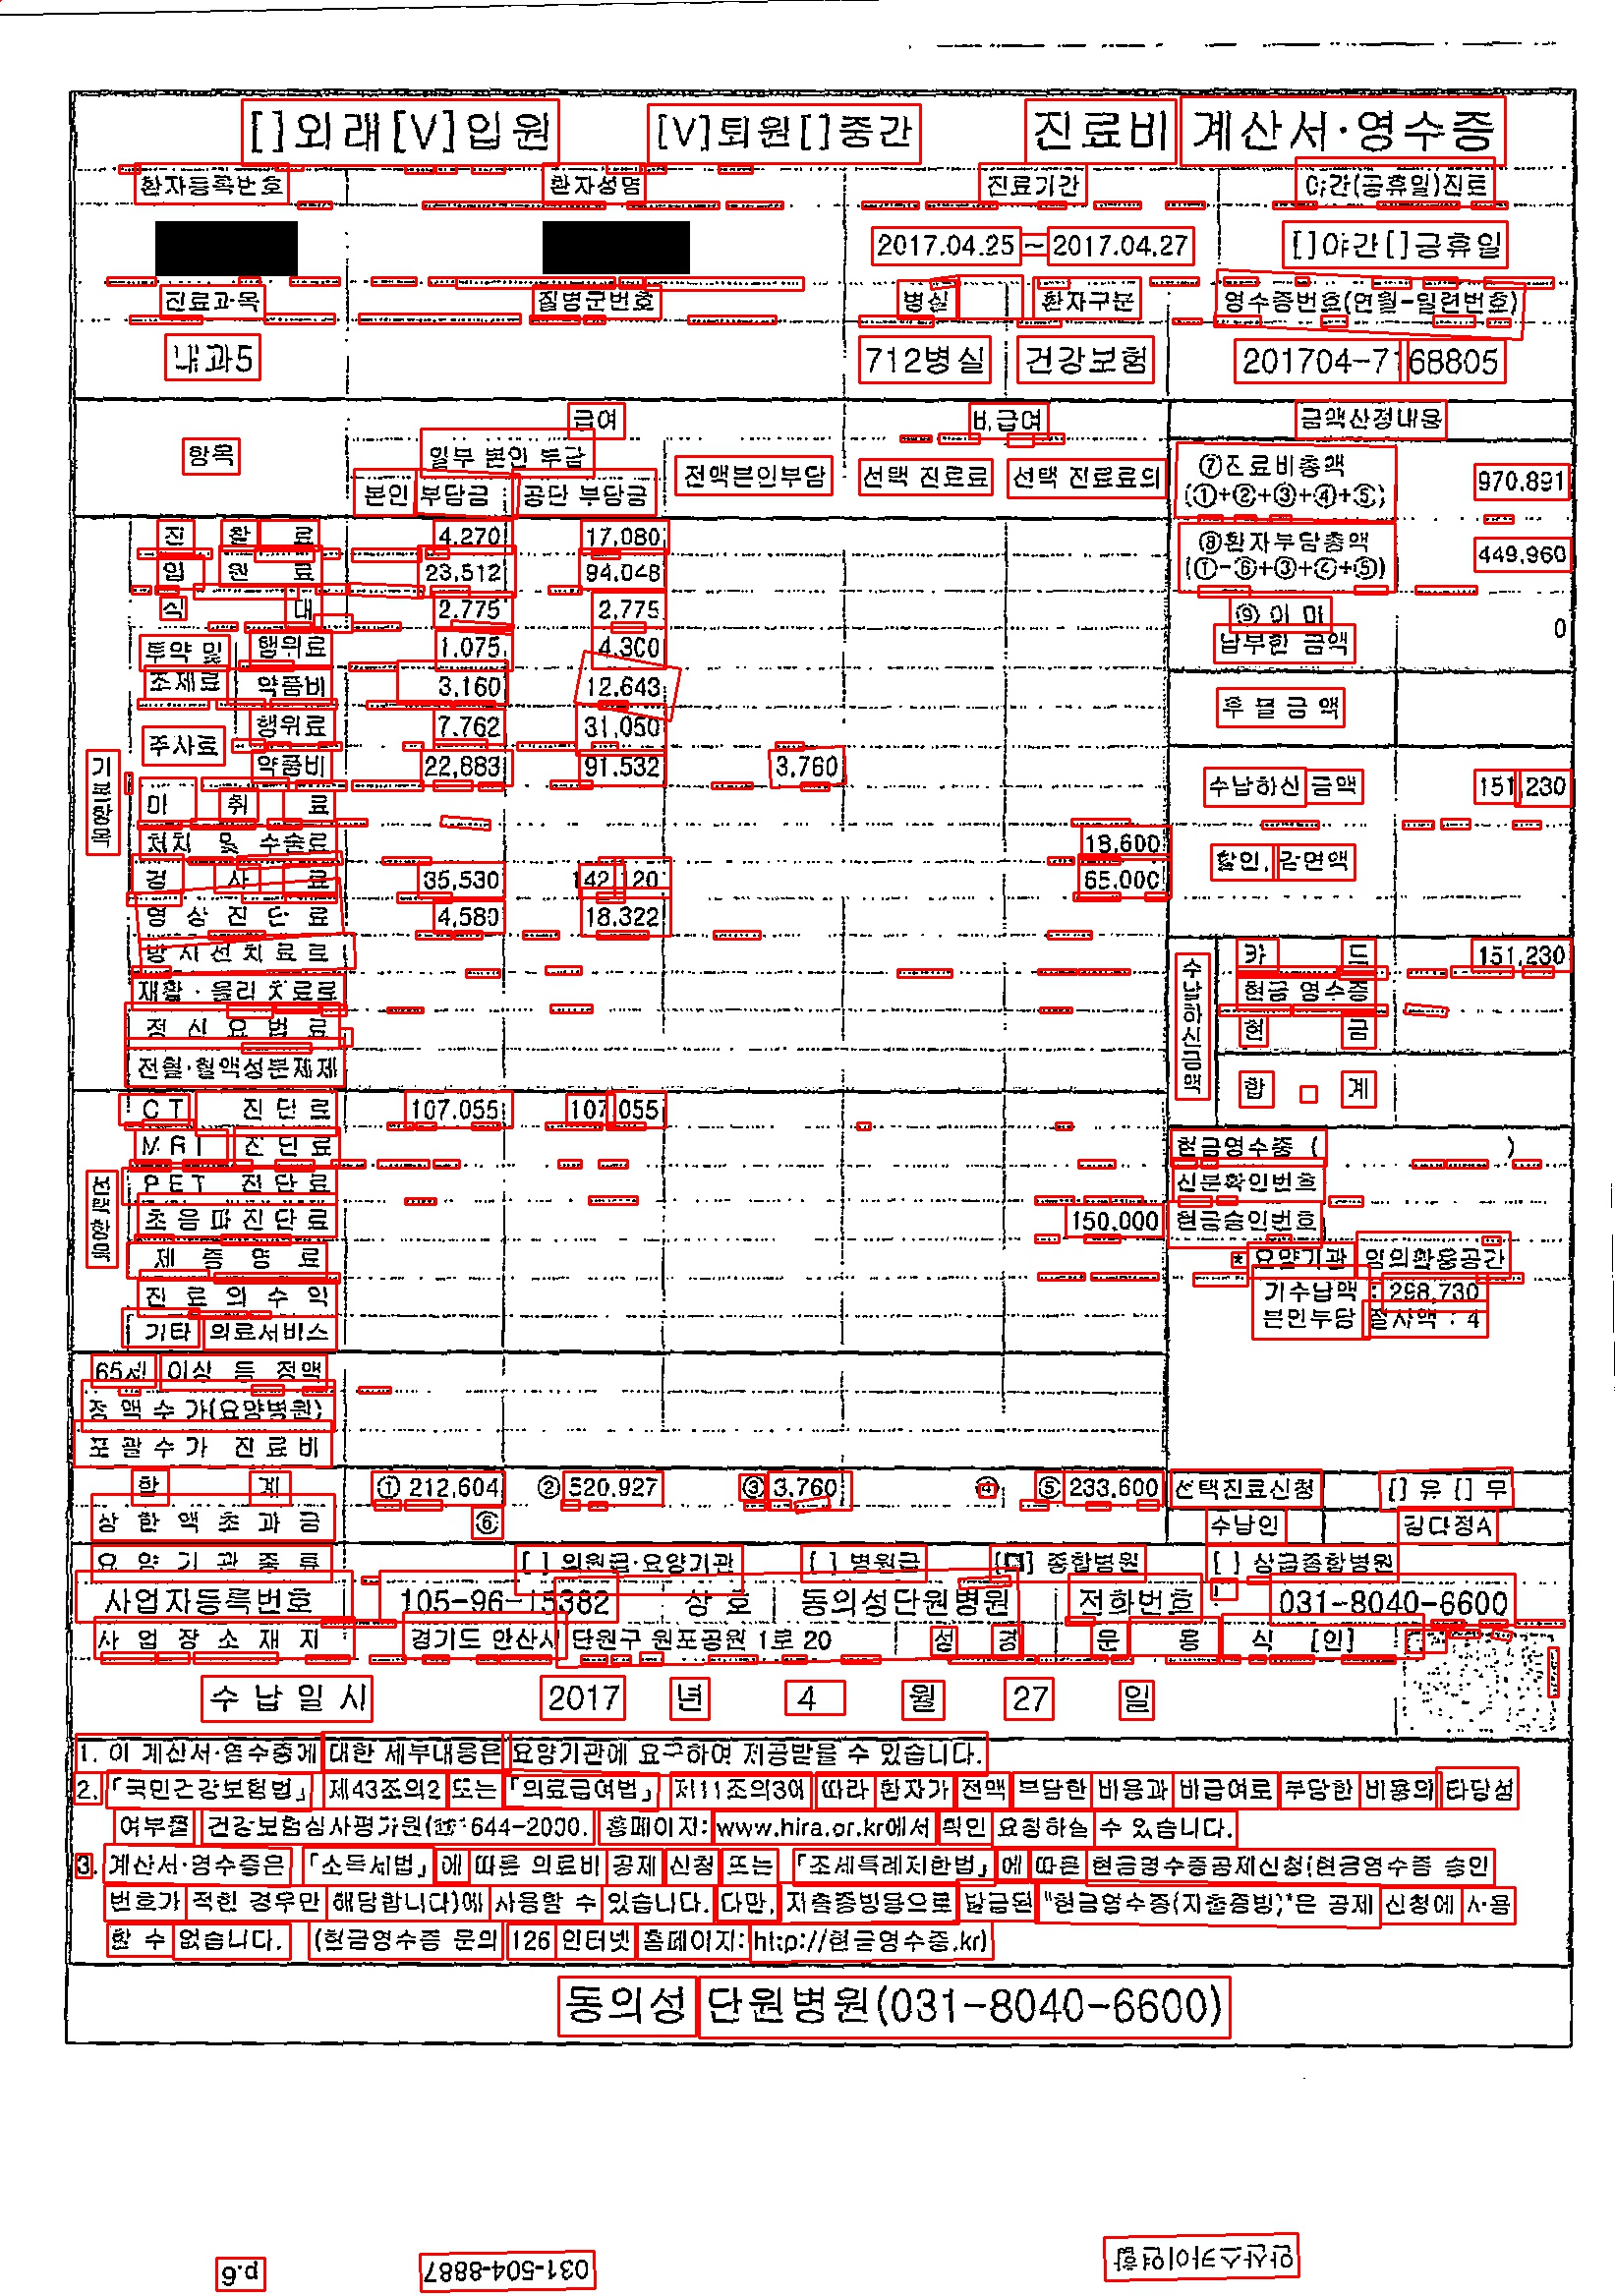 [ ]외래[V]입원 [V]퇴원[ ]중간 진료비 계산서·영수증
환자등록번호 환자성명 진료기간 야간(공휴일)진료
2017.04.25 ~ 2017.04.27 [ ]야간[ ]공휴일
진료과목 질병군번호 병실 환자구분 영수증번호(연월-일련번호)
내과5 712병실 건강보험 201704-7168805
항목 급여 비급여 금액산정내용
일부 본인 부담
본인 부담금 공단 부담금 전액본인부담 선택 진료료 선택 진료료의
⑦진료비총액 (①+②+③+④+⑤) 970,891
기본항목
진 찰 료 4,270 17,080
⑧환자부담총액 (①-⑥+③+④+⑤) 449,960
입 원 료 23,512 94,048
식 대 2,775 2,775
⑨ 이 미 납부한 금액 0
투약 및 조제료 행위료 1,075 4,300
약품비 3,160 12,643
후 불 금 액
주사료 행위료 7,762 31,050
약품비 22,883 91,532 3,760
수납하신 금액 151,230
마 취 료
처치 및 수술료 18,600
검 사 료 35,530 142,120 65,000
할인, 감면액
영 상 진 단 료 4,580 18,322
방 사 선 치 료 료
수납하신금액
카 드 151,230
재활·물리 치료료
현금 영수증
정 신 요 법 료
현 금
전혈·혈액성분제제
합 계
선택항목
CT 진단료 107,055 107,055
MRI 진단료
현금영수증 ( )
PET 진단료
신분확인번호
초음파진단료 150,000
현금승인번호
제 증 명 료
* 요양기관 임의활용공간
진 료 의 수 익
기수납액 : 298,730
기타 의료서비스
본인부담 절사액 : 4
65세 이상 등 정액
정 액 수 가(요양병원)
포 괄 수 가 진 료 비
합 계 ① 212,604 ② 520,927 ③ 3,760 ④ ⑤ 233,600 선택진료신청 [ ] 유 [ ] 무
상 한 액 초 과 금 ⑥ 수납인 김다정A
요 양 기 관 종 류 [ ] 의원급·요양기관 [ ] 병원급 종합병원 [ ] 상급종합병원
사업자등록번호 105-96-15382 상 호 동의성단원병원 전화번호 031-8040-6600
사 업 장 소 재 지 경기도 안산시 단원구 원포공원 1로 20 성 명 문 용 식 [인]
수 납 일 시 2017 년 4 월 27 일
1. 이 계산서·영수증에 대한 세부내용은 요양기관에 요구하여 제공받을 수 있습니다.
2. 「국민건강보험법」 제43조의2 또는 「의료급여법」 제11조의3에 따라 환자가 전액 부담한 비용과 비급여로 부담한 비용의 타당성
여부를 건강보험심사평가원(☎1644-2000, 홈페이지: www.hira.or.kr에서 확인 요청하실 수 있습니다.
3. 계산서·영수증은 「소득세법」에 따른 의료비 공제 신청 또는 「조세특례제한법」에 따른 현금영수증공제신청(현금영수증 승인
번호가 적힌 경우만 해당합니다)에 사용할 수 있습니다. 다만, 지출증빙용으로 발급된 "현금영수증(지출증빙)"은 공제 신청에 사용
할 수 없습니다. (현금영수증 문의 126 인터넷 홈페이지: http://현금영수증.kr)
동의성 단원병원(031-8040-6600)
안산스카이연합 031-504-8887 p.6